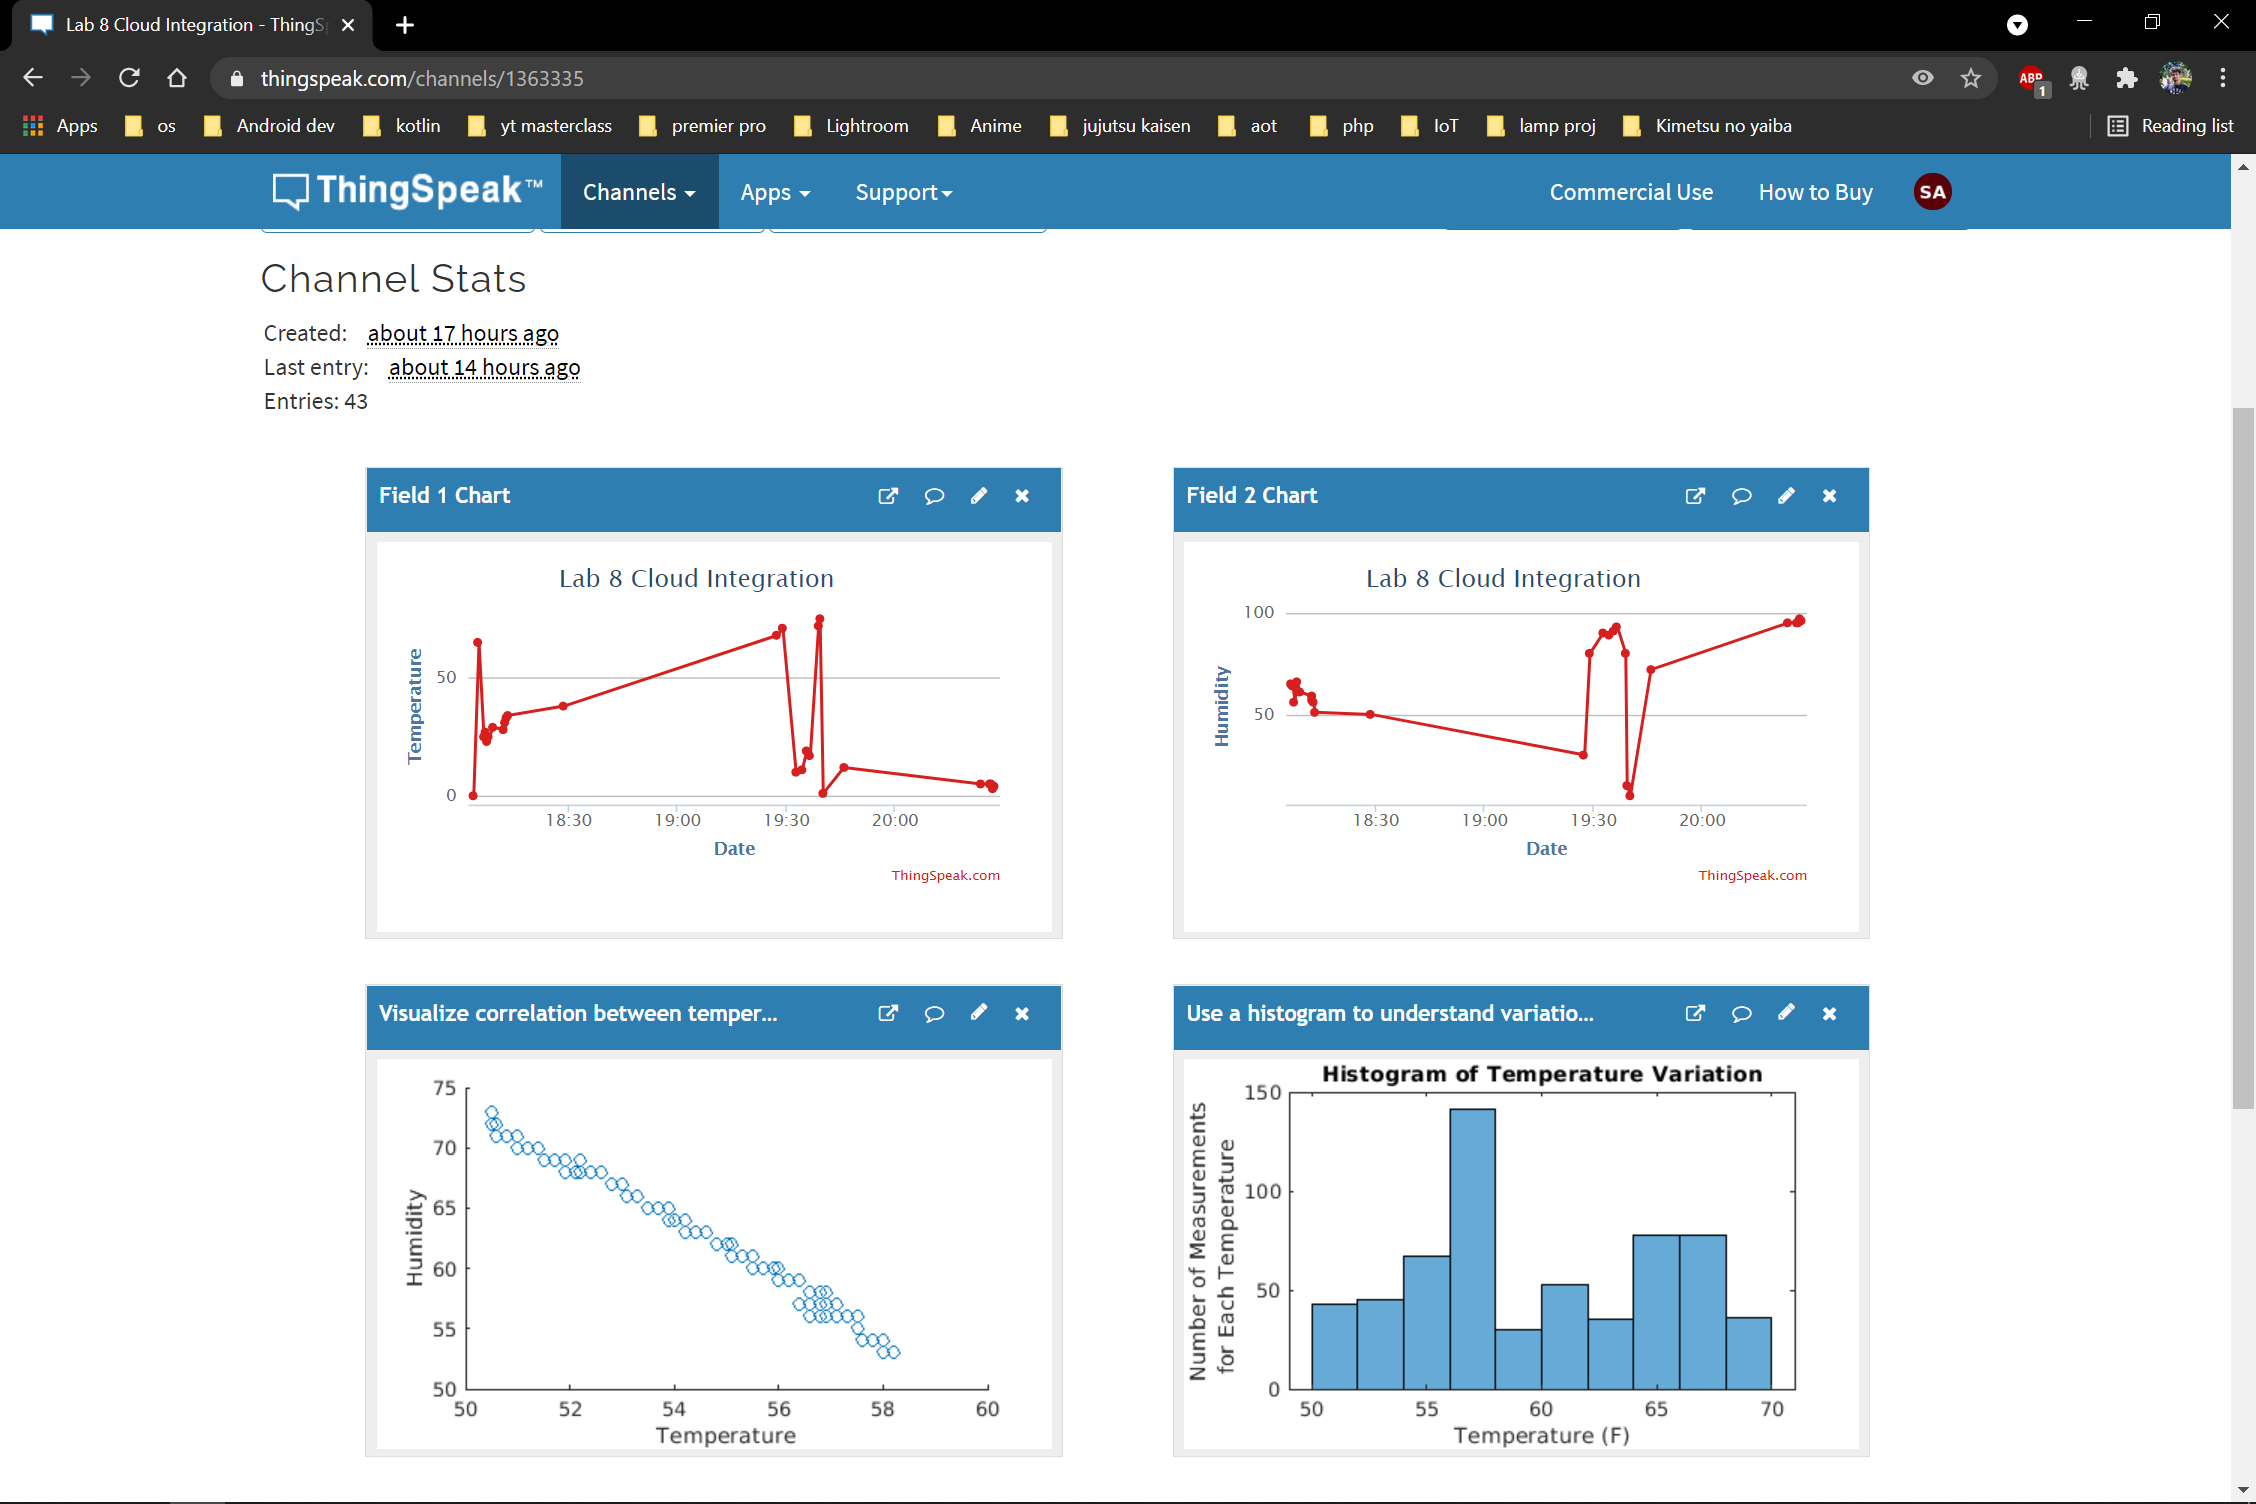 Lab 8 Cloud Integration - ThingS
thingspeak.com/channels/1363335
ABP
1
Apps os Android dev kotlin yt masterclass premier pro Lightroom Anime jujutsu kaisen aot php IoT lamp proj Kimetsu no yaiba Reading list
ThingSpeak™ Channels Apps Support Commercial Use How to Buy SA
Channel Stats
Created: about 17 hours ago
Last entry: about 14 hours ago
Entries: 43
Field 1 Chart
Lab 8 Cloud Integration
Temperature
50
0
18:30 19:00 19:30 20:00
Date
ThingSpeak.com
Field 2 Chart
Lab 8 Cloud Integration
Humidity
100
50
18:30 19:00 19:30 20:00
Date
ThingSpeak.com
Visualize correlation between temper...
Humidity
75
70
65
60
55
50
50 52 54 56 58 60
Temperature
Use a histogram to understand variatio...
Histogram of Temperature Variation
Number of Measurements
for Each Temperature
150
100
50
0
50 55 60 65 70
Temperature (F)